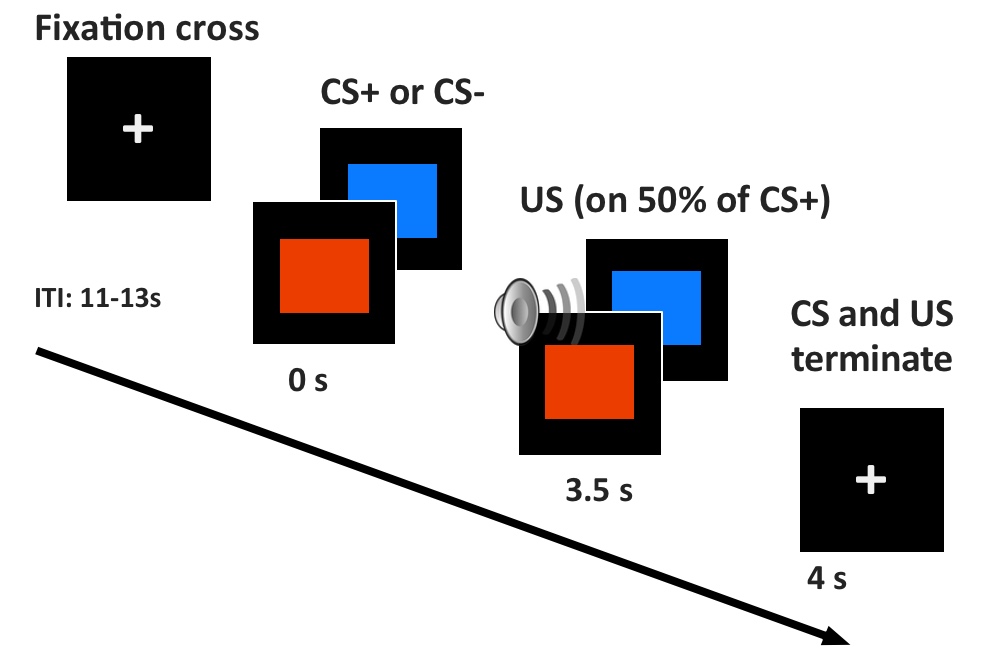 Fixation cross
CS+ or CS-
US (on 50% of CS+)
ITI: 11-13s
CS and US
terminate
0 s
3.5 s
4 s